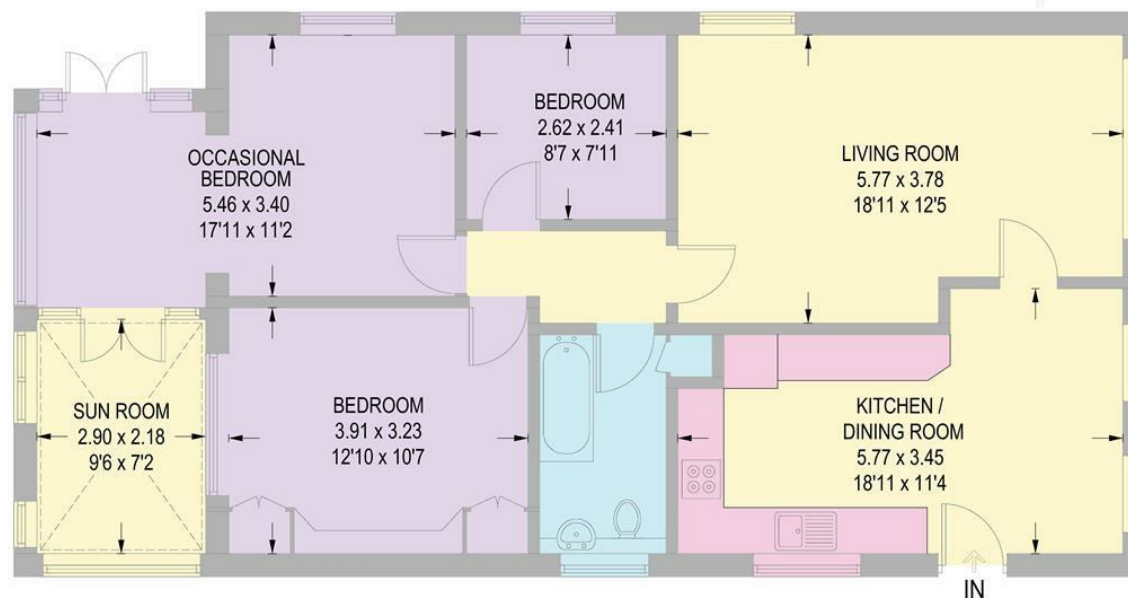 OCCASIONAL
BEDROOM
5.46 x 3.40
17'11 x 11'2
BEDROOM
2.62 x 2.41
8'7 x 7'11
LIVING ROOM
5.77 x 3.78
18'11 x 12'5
SUN ROOM
2.90 x 2.18
9'6 x 7'2
BEDROOM
3.91 x 3.23
12'10 x 10'7
KITCHEN /
DINING ROOM
5.77 x 3.45
18'11 x 11'4
IN